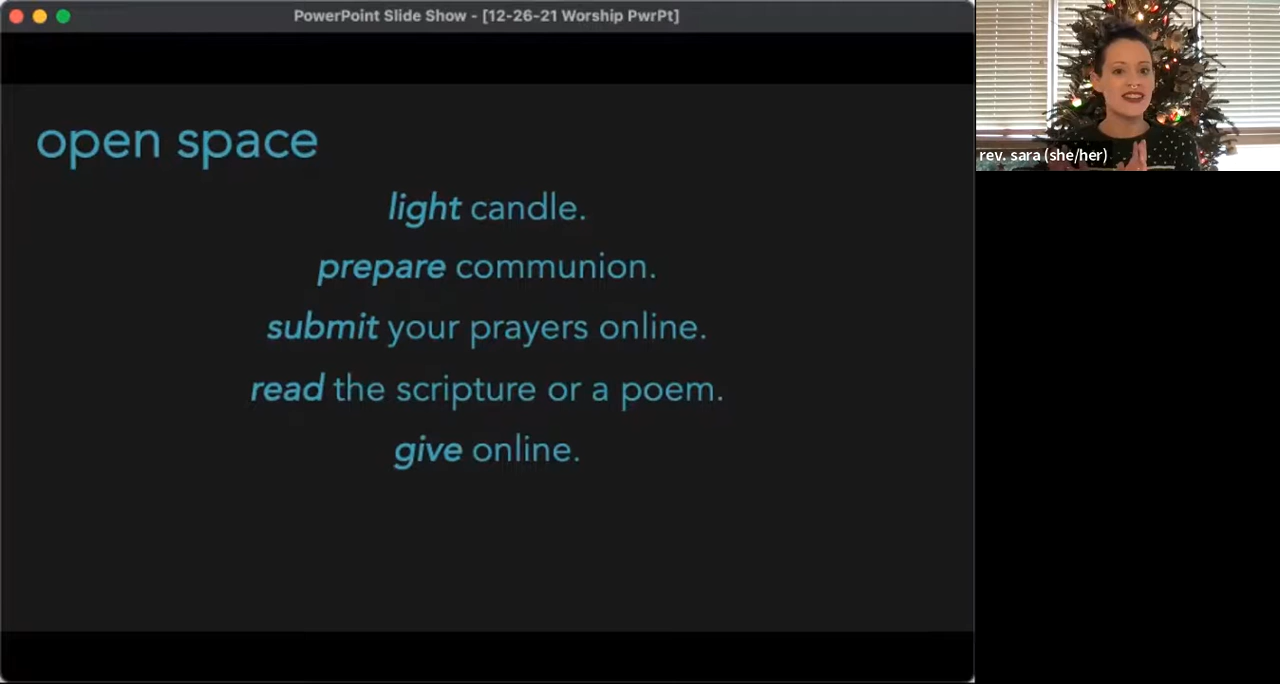 PowerPoint Slide Show - [12-26-21 Worship PwrPt]
open space
light candle.
prepare communion.
submit your prayers online.
read the scripture or a poem.
give online.
rev. sara (she/her)